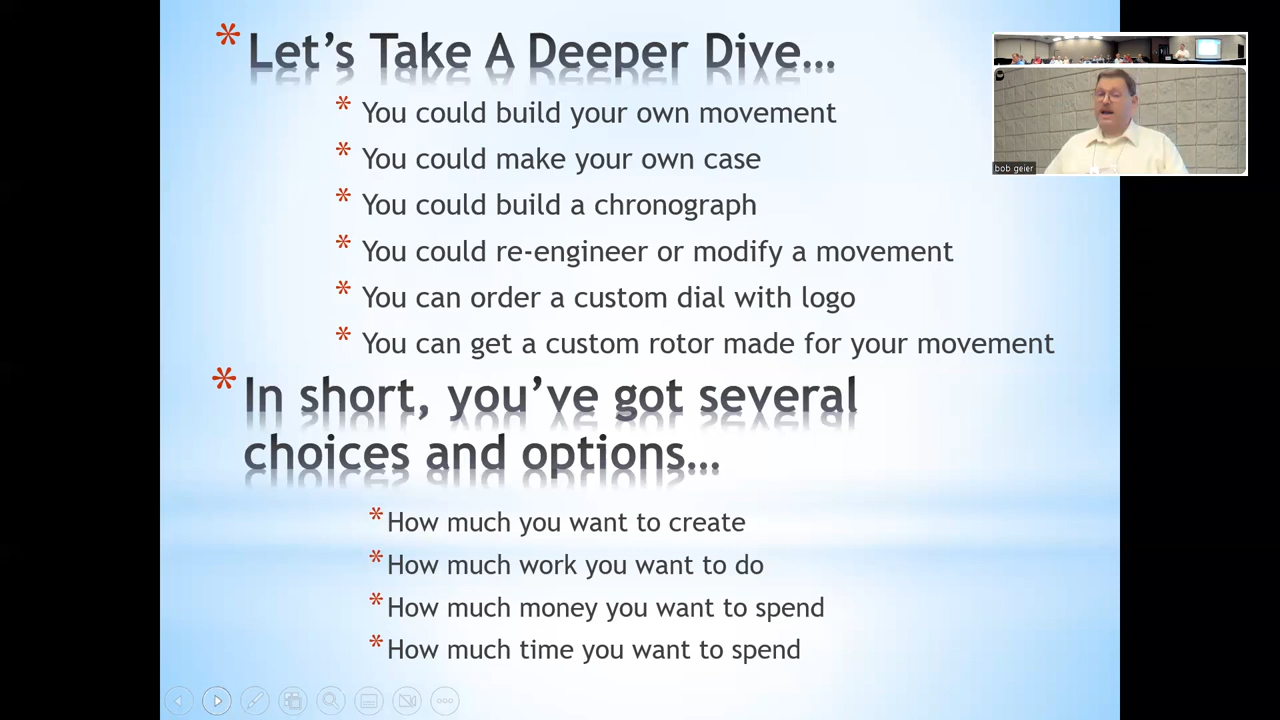 * Let's Take A Deeper Dive…
* You could build your own movement
* You could make your own case
* You could build a chronograph
* You could re-engineer or modify a movement
* You can order a custom dial with logo
* You can get a custom rotor made for your movement
* In short, you've got several
choices and options…
* How much you want to create
* How much work you want to do
* How much money you want to spend
* How much time you want to spend
bob geier